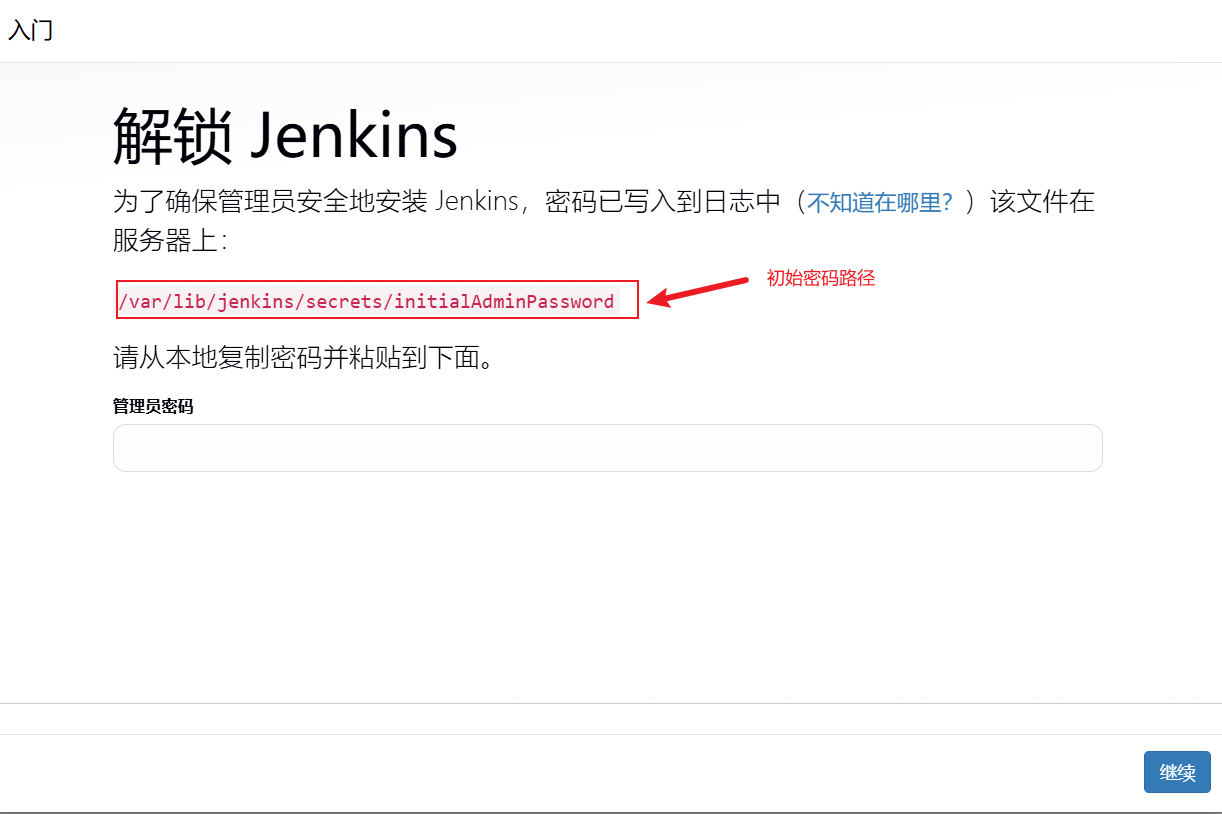 入门
解锁 Jenkins
为了确保管理员安全地安装 Jenkins，密码已写入到日志中（不知道在哪里？）该文件在
服务器上：
/var/lib/jenkins/secrets/initialAdminPassword
初始密码路径
请从本地复制密码并粘贴到下面。
管理员密码
继续